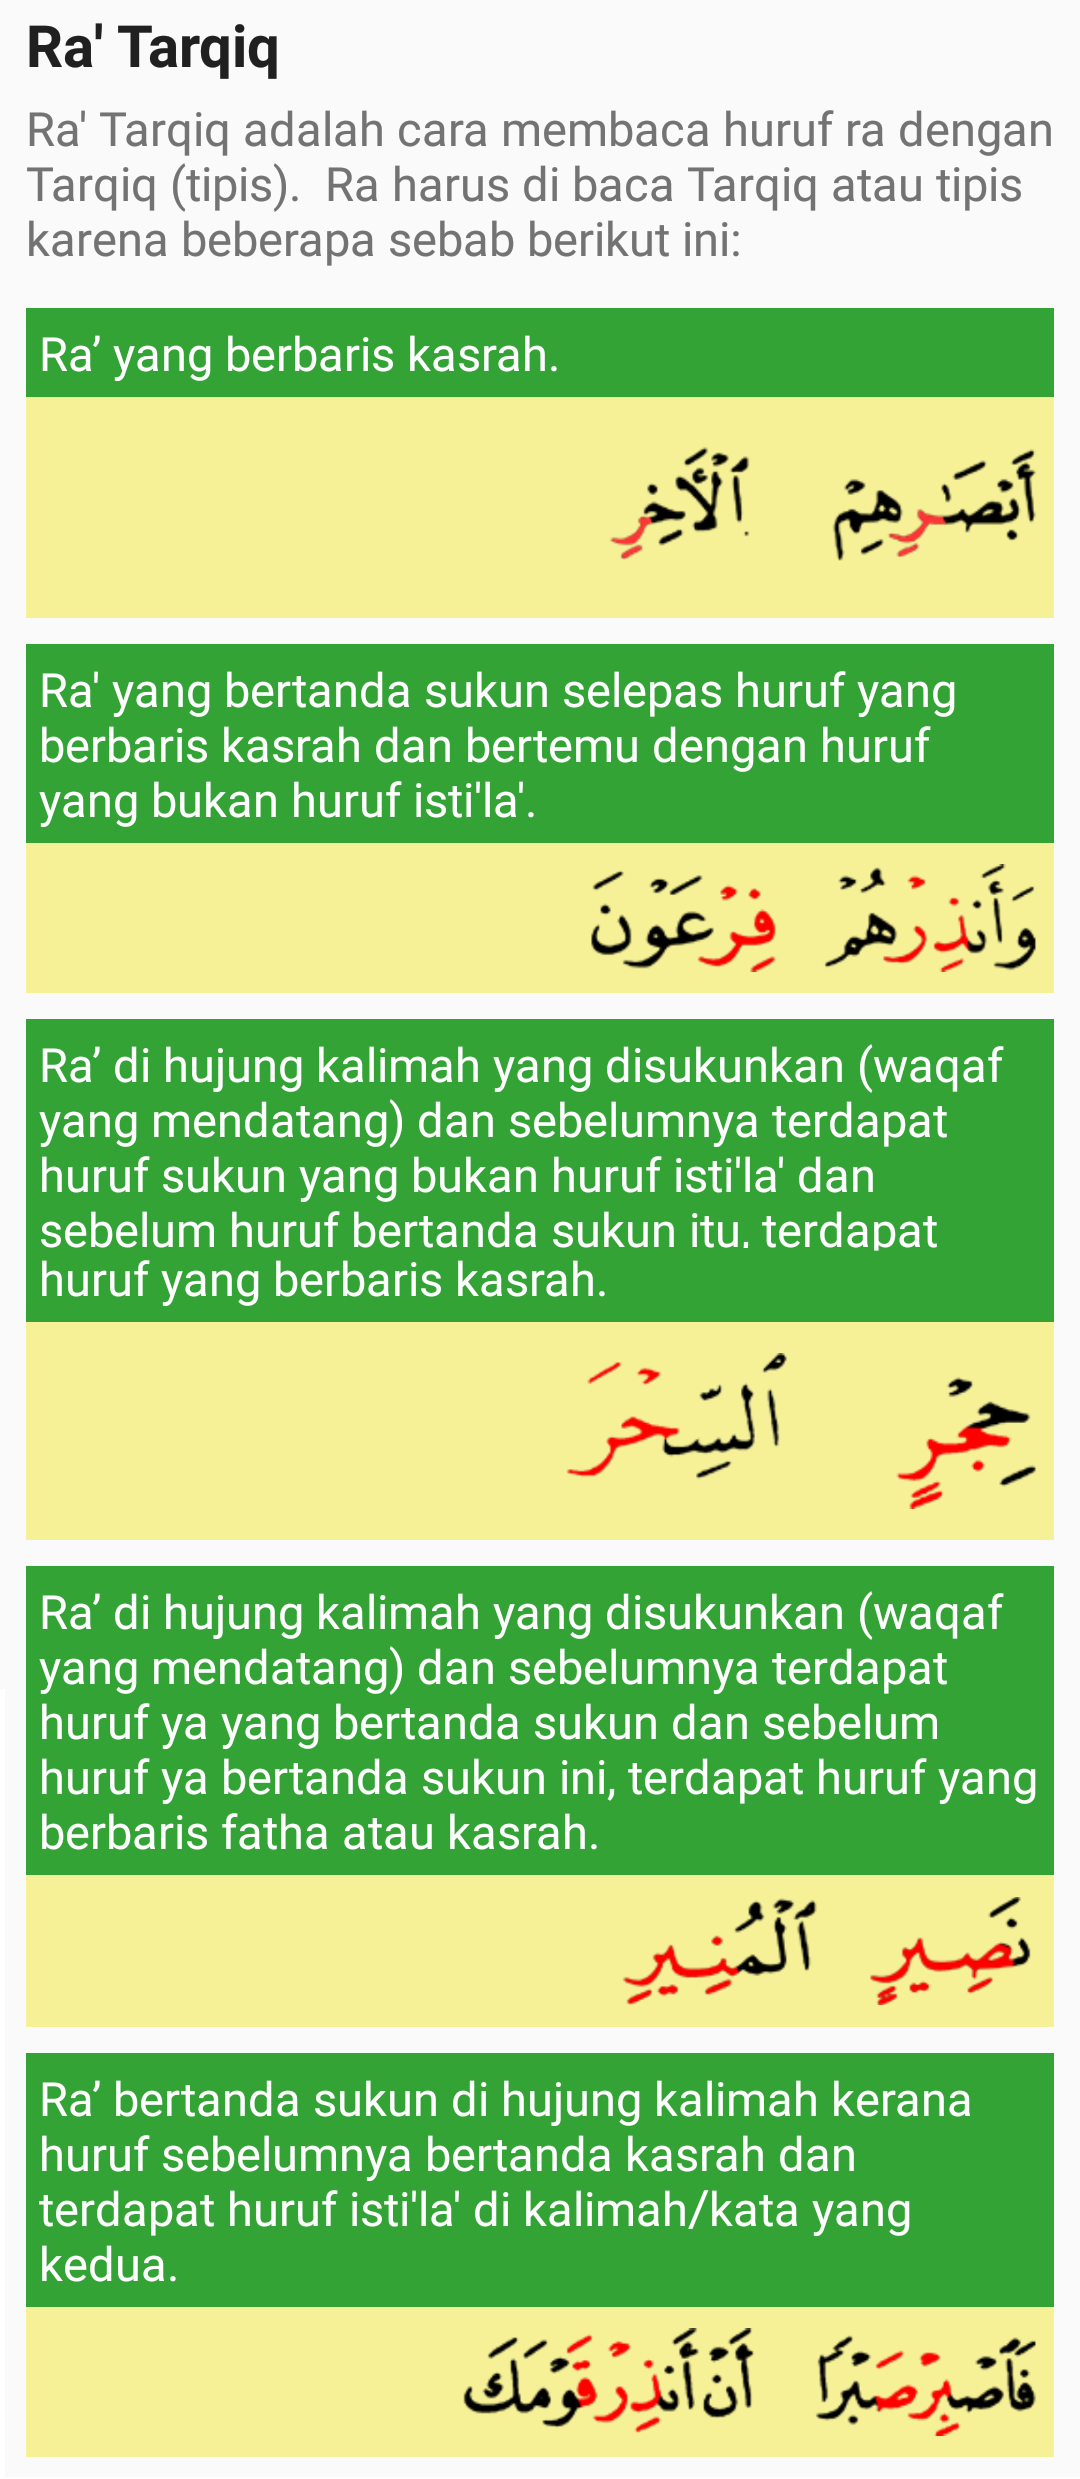 Ra' Tarqiq
Ra' Tarqiq adalah cara membaca huruf ra dengan
Tarqiq (tipis).  Ra harus di baca Tarqiq atau tipis
karena beberapa sebab berikut ini:
Ra’ yang berbaris kasrah.
أَبْصَـٰرِهِمْ ٱلْأَخِرِ
Ra' yang bertanda sukun selepas huruf yang
berbaris kasrah dan bertemu dengan huruf
yang bukan huruf isti'la'.
وَأَنذِرْهُمْ فِرْعَوْنَ
Ra’ di hujung kalimah yang disukunkan (waqaf
yang mendatang) dan sebelumnya terdapat
huruf sukun yang bukan huruf isti'la' dan
sebelum huruf bertanda sukun itu, terdapat
huruf yang berbaris kasrah.
حِجْرٍ ٱلسِّحْرَ
Ra’ di hujung kalimah yang disukunkan (waqaf
yang mendatang) dan sebelumnya terdapat
huruf ya yang bertanda sukun dan sebelum
huruf ya bertanda sukun ini, terdapat huruf yang
berbaris fatha atau kasrah.
نَصِيرٍ ٱلْمُنِيرِ
Ra’ bertanda sukun di hujung kalimah kerana
huruf sebelumnya bertanda kasrah dan
terdapat huruf isti'la' di kalimah/kata yang
kedua.
فَٱصْبِرْ صَبْرًا أَنْ أَنذِرْ قَوْمَكَ